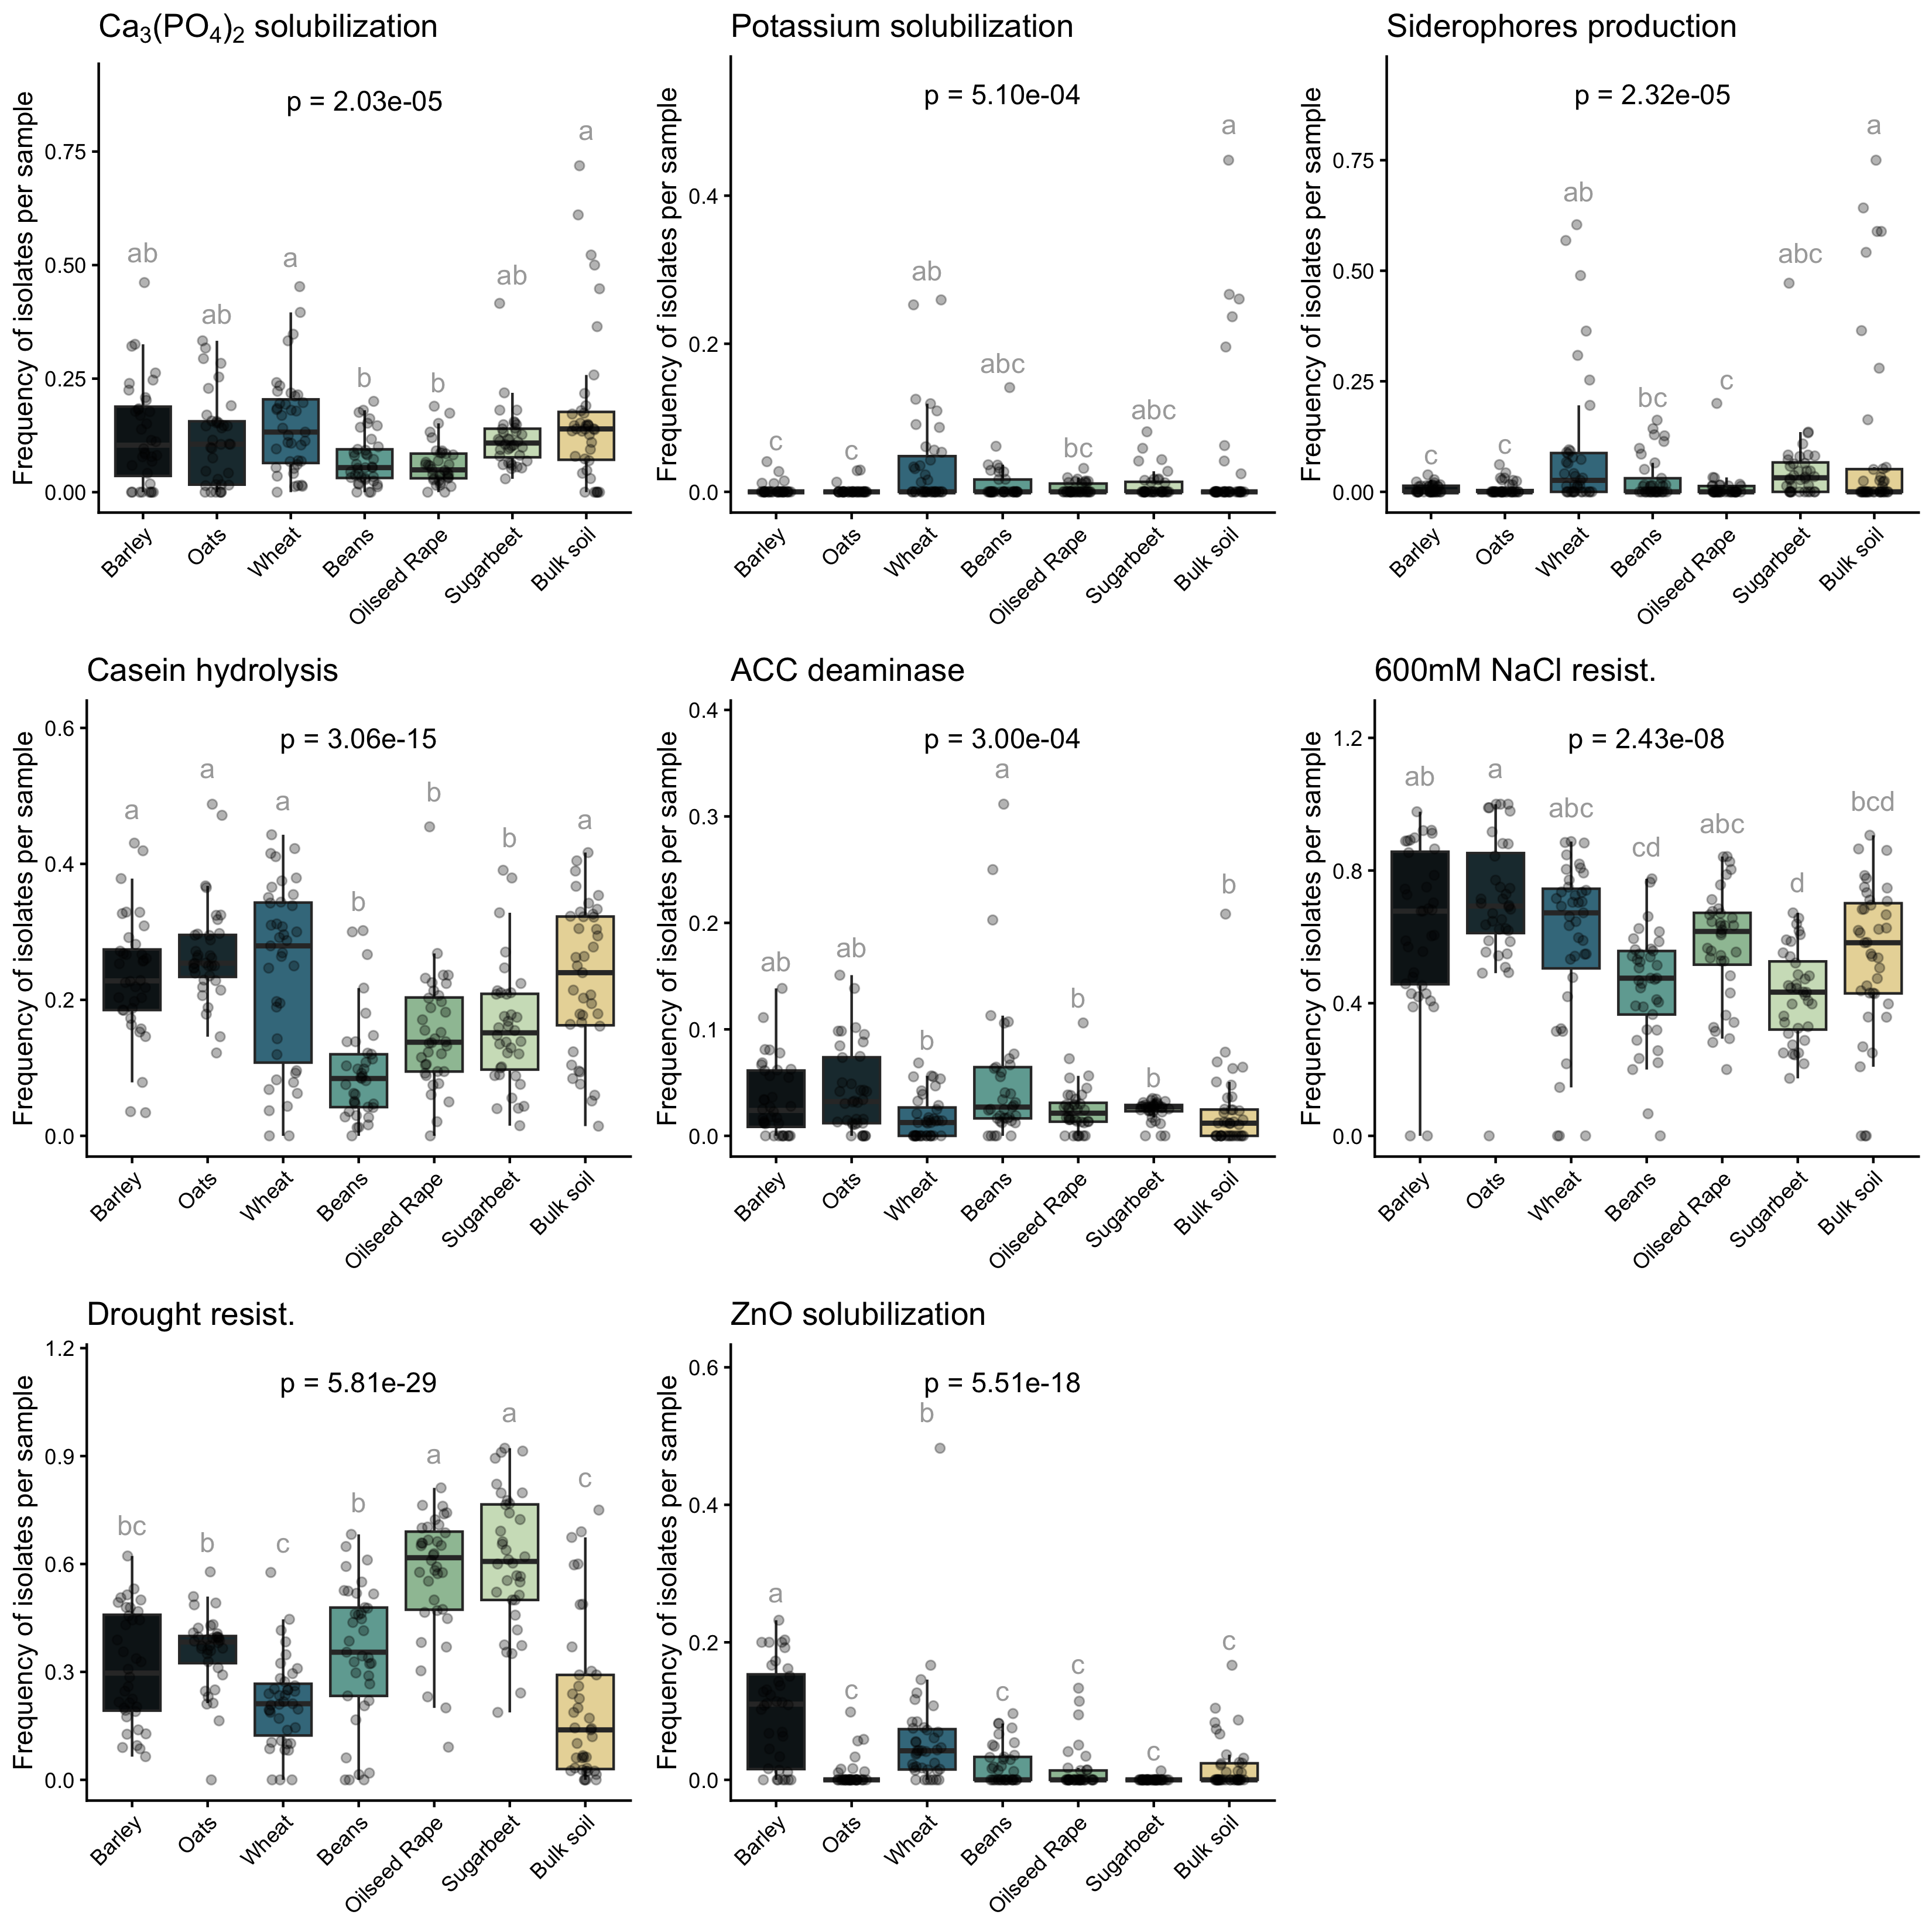 Ca₃(PO₄)₂ solubilization
Frequency of isolates per sample
0.75
0.50
0.25
0.00
p = 2.03e-05
ab
ab
a
b
b
ab
a
Barley
Oats
Wheat
Beans
Oilseed Rape
Sugarbeet
Bulk soil
Potassium solubilization
Frequency of isolates per sample
0.4
0.2
0.0
p = 5.10e-04
c
c
ab
abc
bc
abc
a
Barley
Oats
Wheat
Beans
Oilseed Rape
Sugarbeet
Bulk soil
Siderophores production
Frequency of isolates per sample
0.75
0.50
0.25
0.00
p = 2.32e-05
c
c
ab
bc
c
abc
a
Barley
Oats
Wheat
Beans
Oilseed Rape
Sugarbeet
Bulk soil
Casein hydrolysis
Frequency of isolates per sample
0.6
0.4
0.2
0.0
p = 3.06e-15
a
a
a
b
b
b
a
Barley
Oats
Wheat
Beans
Oilseed Rape
Sugarbeet
Bulk soil
ACC deaminase
Frequency of isolates per sample
0.4
0.3
0.2
0.1
0.0
p = 3.00e-04
ab
ab
b
a
b
b
b
Barley
Oats
Wheat
Beans
Oilseed Rape
Sugarbeet
Bulk soil
600mM NaCl resist.
Frequency of isolates per sample
1.2
0.8
0.4
0.0
p = 2.43e-08
ab
a
abc
cd
abc
d
bcd
Barley
Oats
Wheat
Beans
Oilseed Rape
Sugarbeet
Bulk soil
Drought resist.
Frequency of isolates per sample
1.2
0.9
0.6
0.3
0.0
p = 5.81e-29
bc
b
c
b
a
a
c
Barley
Oats
Wheat
Beans
Oilseed Rape
Sugarbeet
Bulk soil
ZnO solubilization
Frequency of isolates per sample
0.6
0.4
0.2
0.0
p = 5.51e-18
a
c
b
c
c
c
c
Barley
Oats
Wheat
Beans
Oilseed Rape
Sugarbeet
Bulk soil